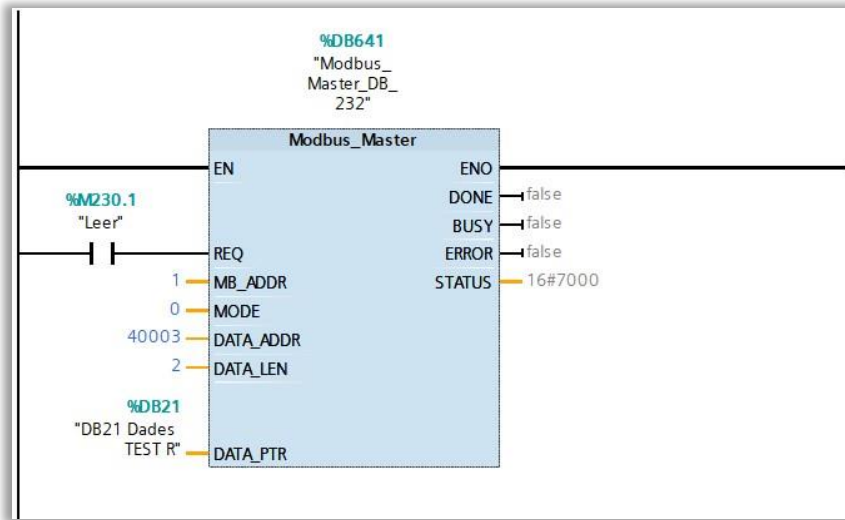 %DB641
"Modbus_
Master_DB_
232"
Modbus_Master
EN
ENO
DONE
false
%M230.1
"Leer"
BUSY
false
REQ
ERROR
false
1
MB_ADDR
STATUS
16#7000
0
MODE
40003
DATA_ADDR
2
DATA_LEN
%DB21
"DB21 Dades
TEST R"
DATA_PTR